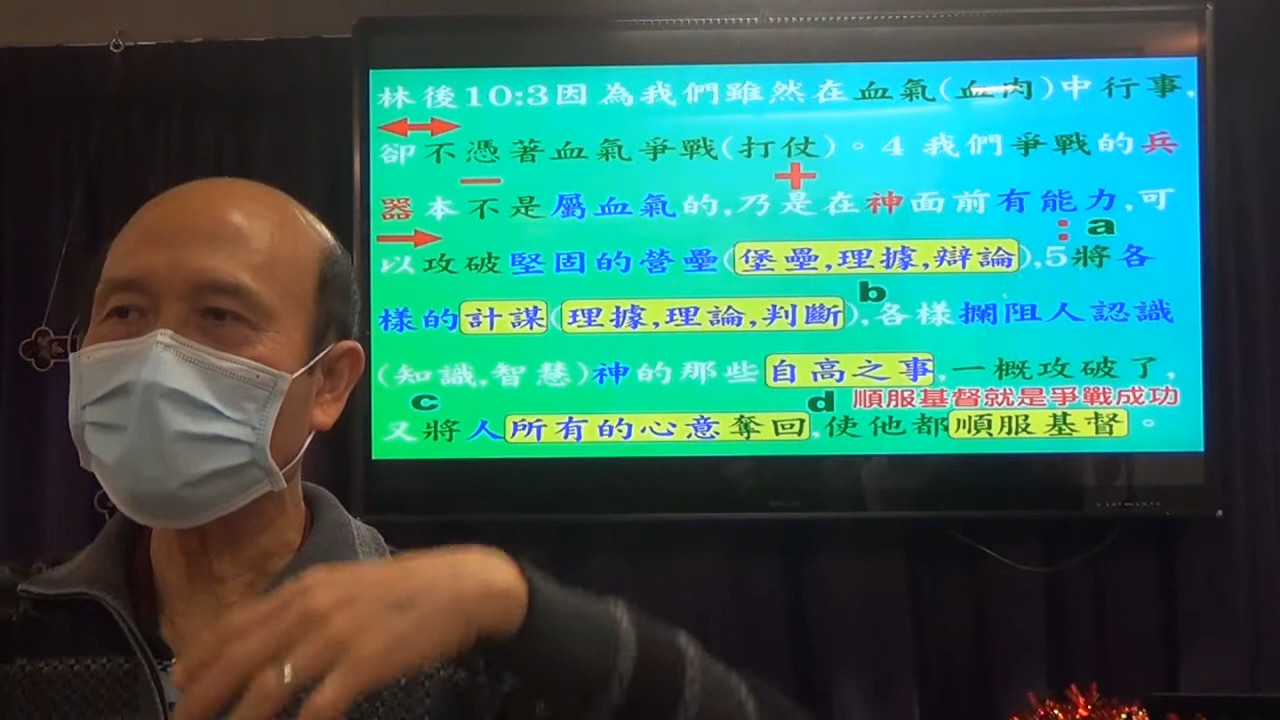 林後10:3因為我們雖然在血氣(血肉)中行事,
卻不憑著血氣爭戰(打仗)。4 我們爭戰的兵
器本不是屬血氣的,乃是在神面前有能力,可
a
以攻破堅固的營壘(堡壘,理據,辯論),5將各
b
樣的計謀(理據,理論,判斷),各樣攔阻人認識
(知識,智慧)神的那些自高之事,一概攻破了,
c
d
順服基督就是爭戰成功
又將人所有的心意奪回,使他都順服基督。